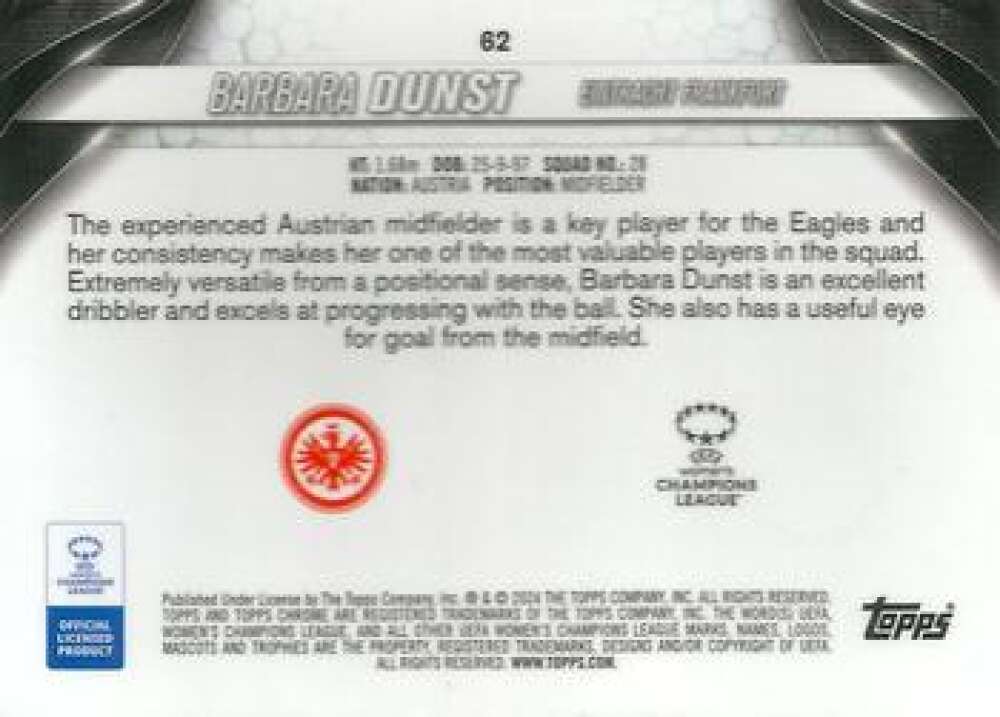 62
BARBARA DUNST EINTRACHT FRANKFURT
HT: 1.68m DOB: 25-9-97 SQUAD NO.: 28
NATION: AUSTRIA POSITION: MIDFIELDER
The experienced Austrian midfielder is a key player for the Eagles and
her consistency makes her one of the most valuable players in the squad.
Extremely versatile from a positional sense, Barbara Dunst is an excellent
dribbler and excels at progressing with the ball. She also has a useful eye
for goal from the midfield.
UEFA
WOMEN'S
CHAMPIONS
LEAGUE
UEFA
WOMEN'S
CHAMPIONS
LEAGUE
OFFICIAL
LICENSED
PRODUCT
Published Under License by The Topps Company, Inc. ® & © 2024 THE TOPPS COMPANY, INC. ALL RIGHTS RESERVED.
TOPPS AND TOPPS CHROME ARE REGISTERED TRADEMARKS OF THE TOPPS COMPANY, INC. THE WORD(S) UEFA,
WOMEN'S CHAMPIONS LEAGUE, AND ALL OTHER UEFA WOMEN'S CHAMPIONS LEAGUE MARKS, NAMES, LOGOS,
MASCOTS AND TROPHIES ARE THE PROPERTY, REGISTERED TRADEMARKS, DESIGNS AND/OR COPYRIGHT OF UEFA.
ALL RIGHTS RESERVED. WWW.TOPPS.COM.
Topps